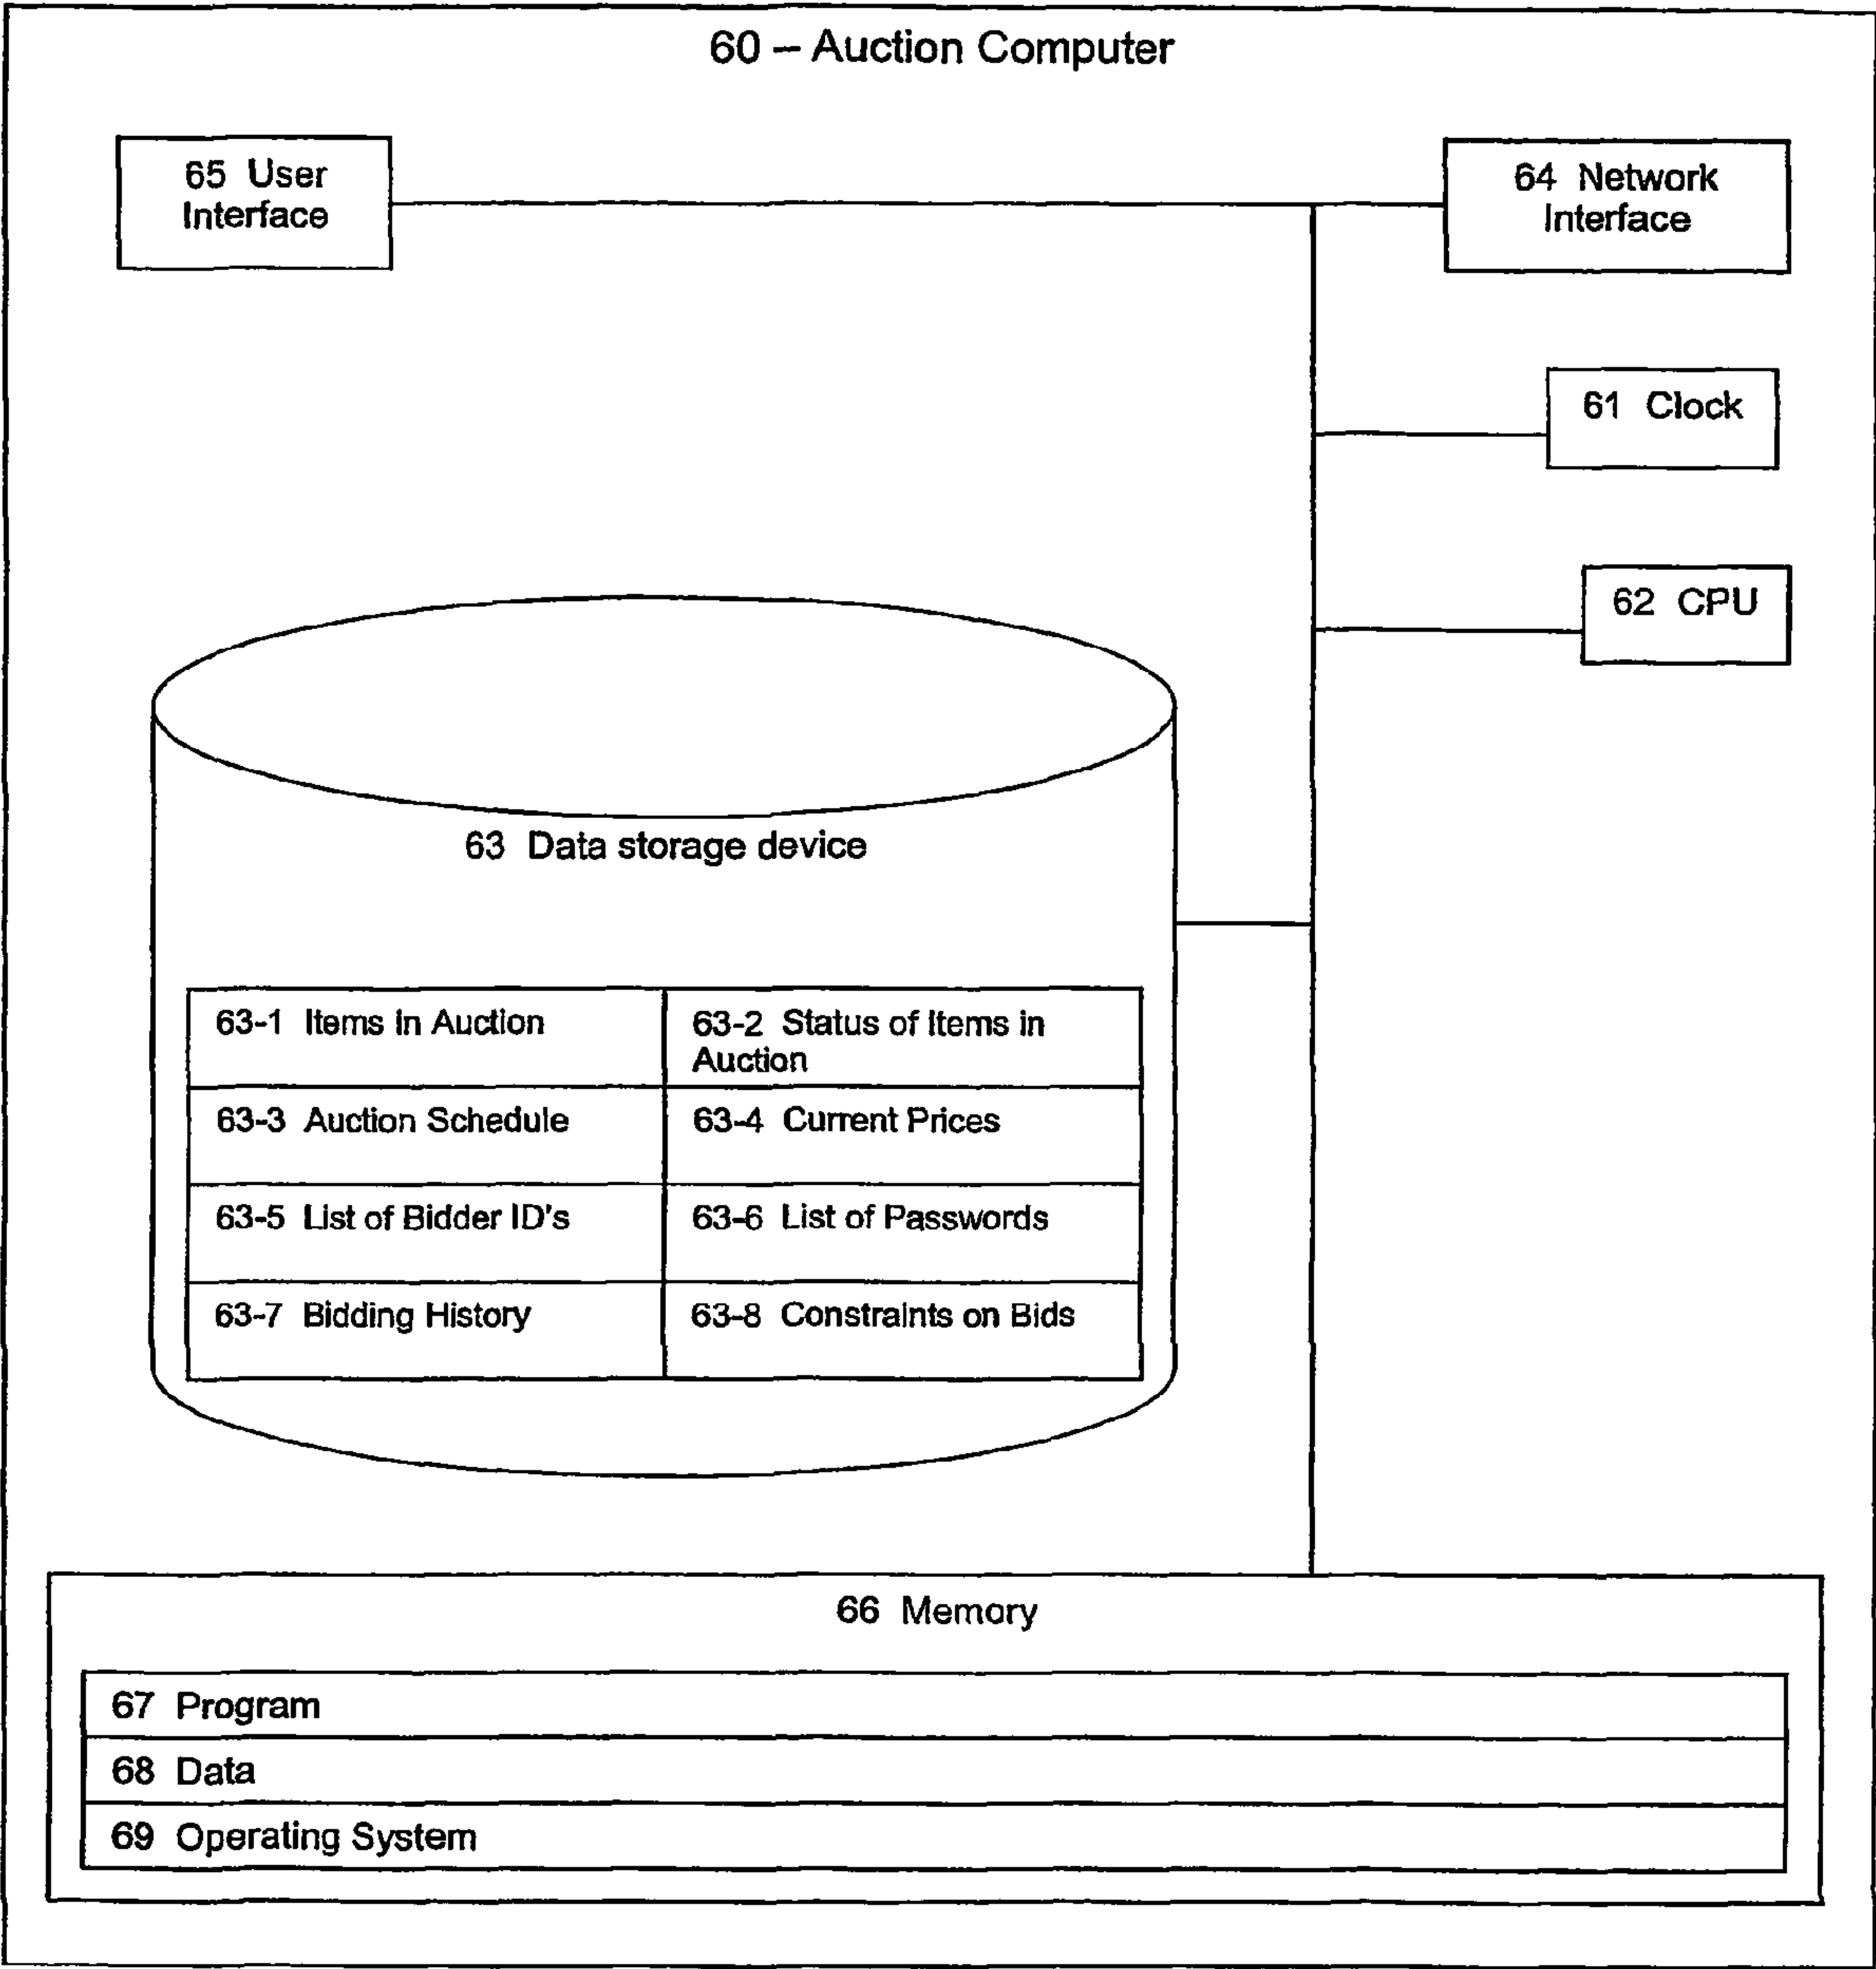 60 – Auction Computer
65 User
Interface
64 Network
Interface
61 Clock
62 CPU
63 Data storage device
63-1 Items in Auction
63-2 Status of Items in
Auction
63-3 Auction Schedule
63-4 Current Prices
63-5 List of Bidder ID's
63-6 List of Passwords
63-7 Bidding History
63-8 Constraints on Bids
66 Memory
67 Program
68 Data
69 Operating System